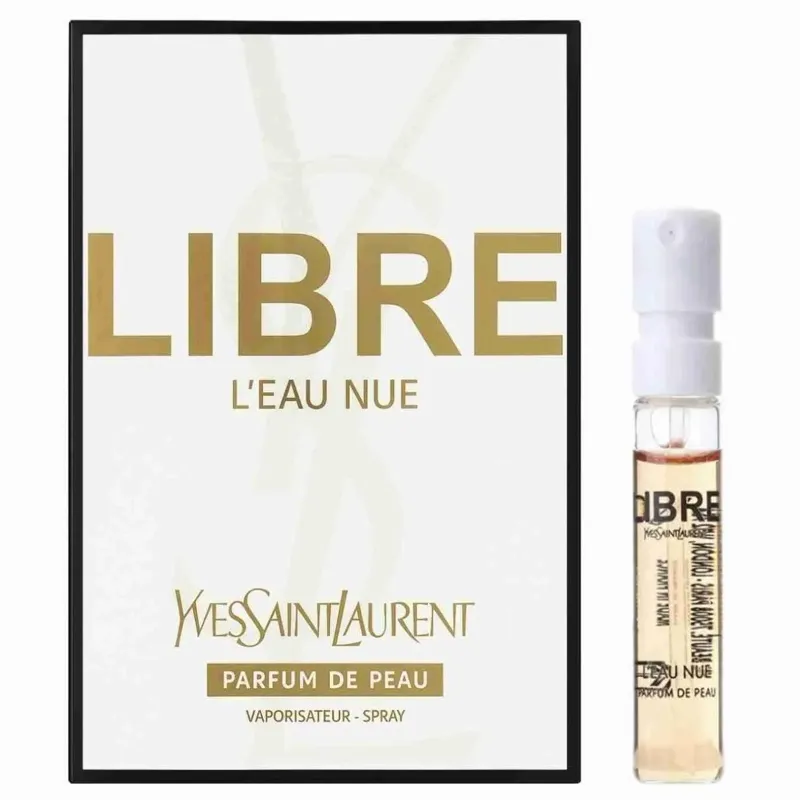 LIBRE
L'EAU NUE
YVESSAINTLAURENT
PARFUM DE PEAU
VAPORISATEUR - SPRAY
LIBRE
YVESSAINTLAURENT
L'EAU NUE
PARFUM DE PEAU